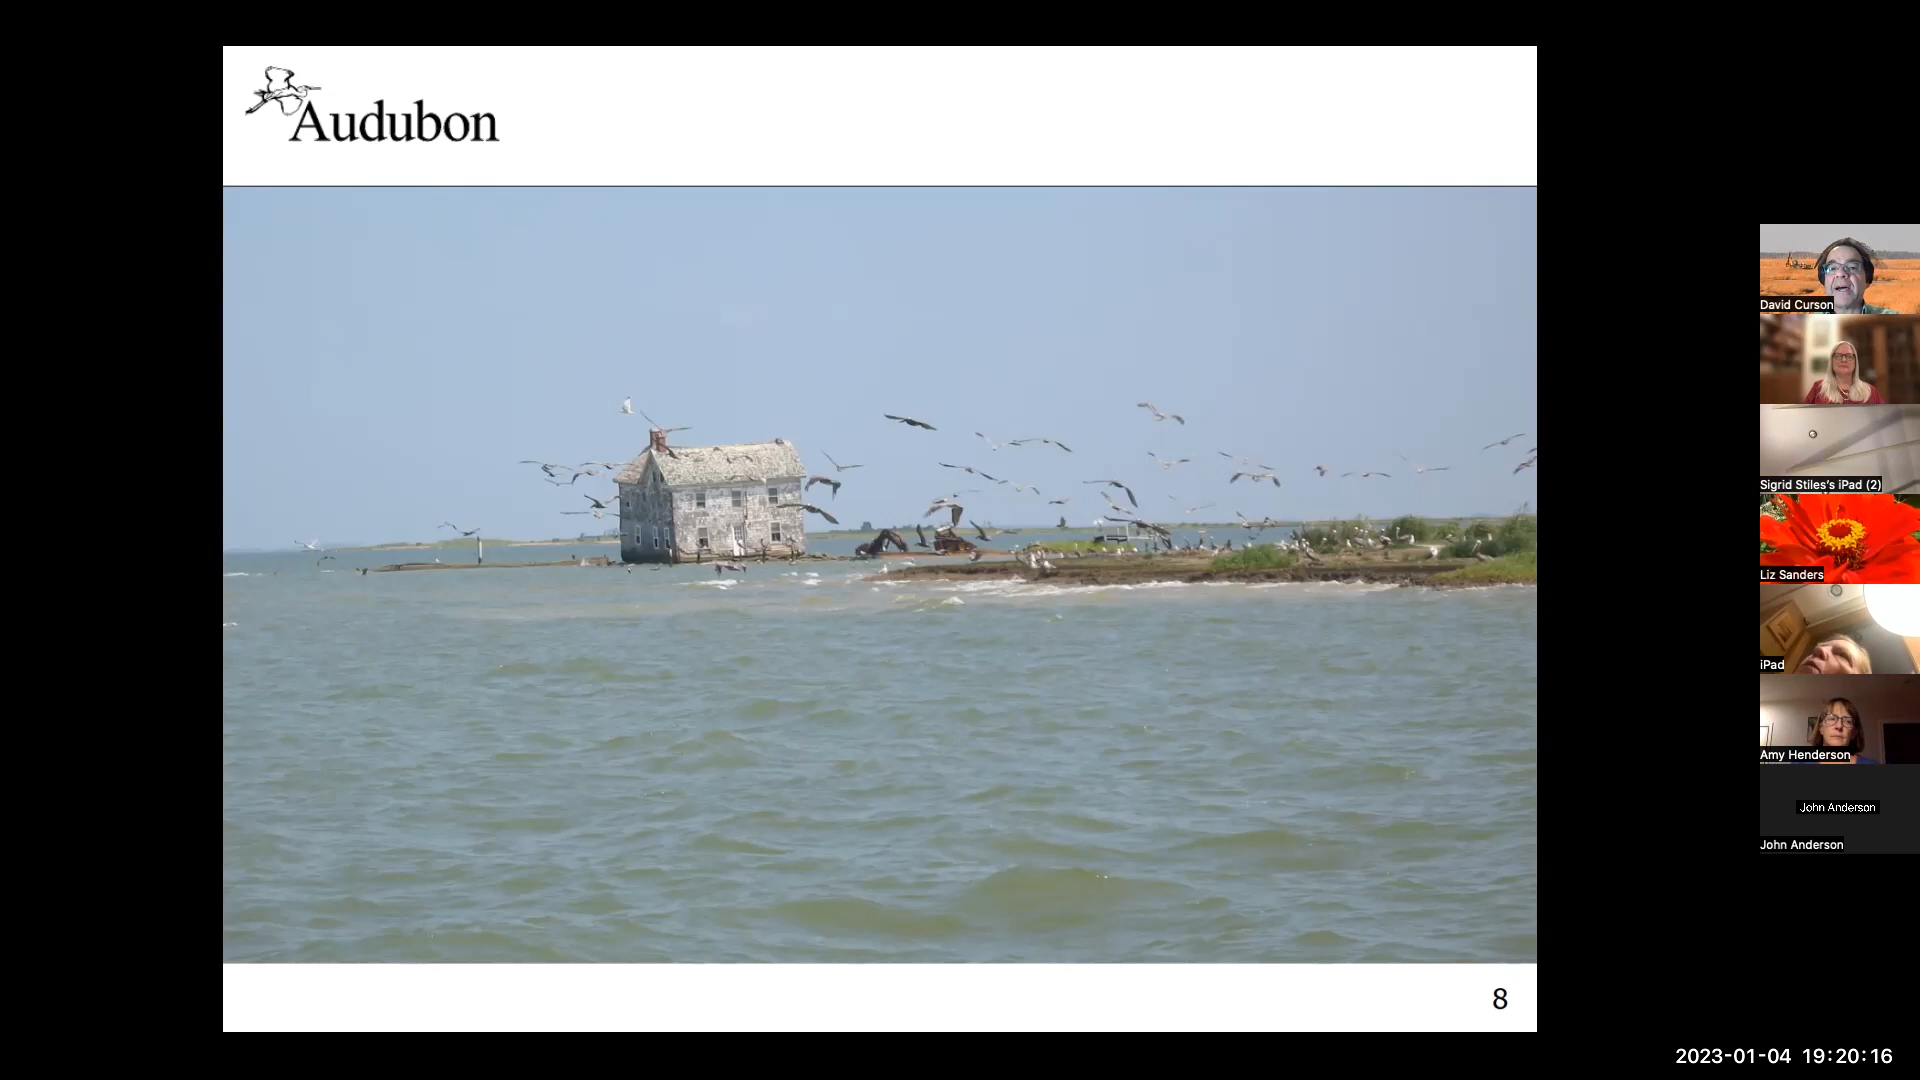 Audubon
8
David Curson
Sigrid Stiles's iPad (2)
Liz Sanders
iPad
Amy Henderson
John Anderson
John Anderson
2023-01-04 19:20:16